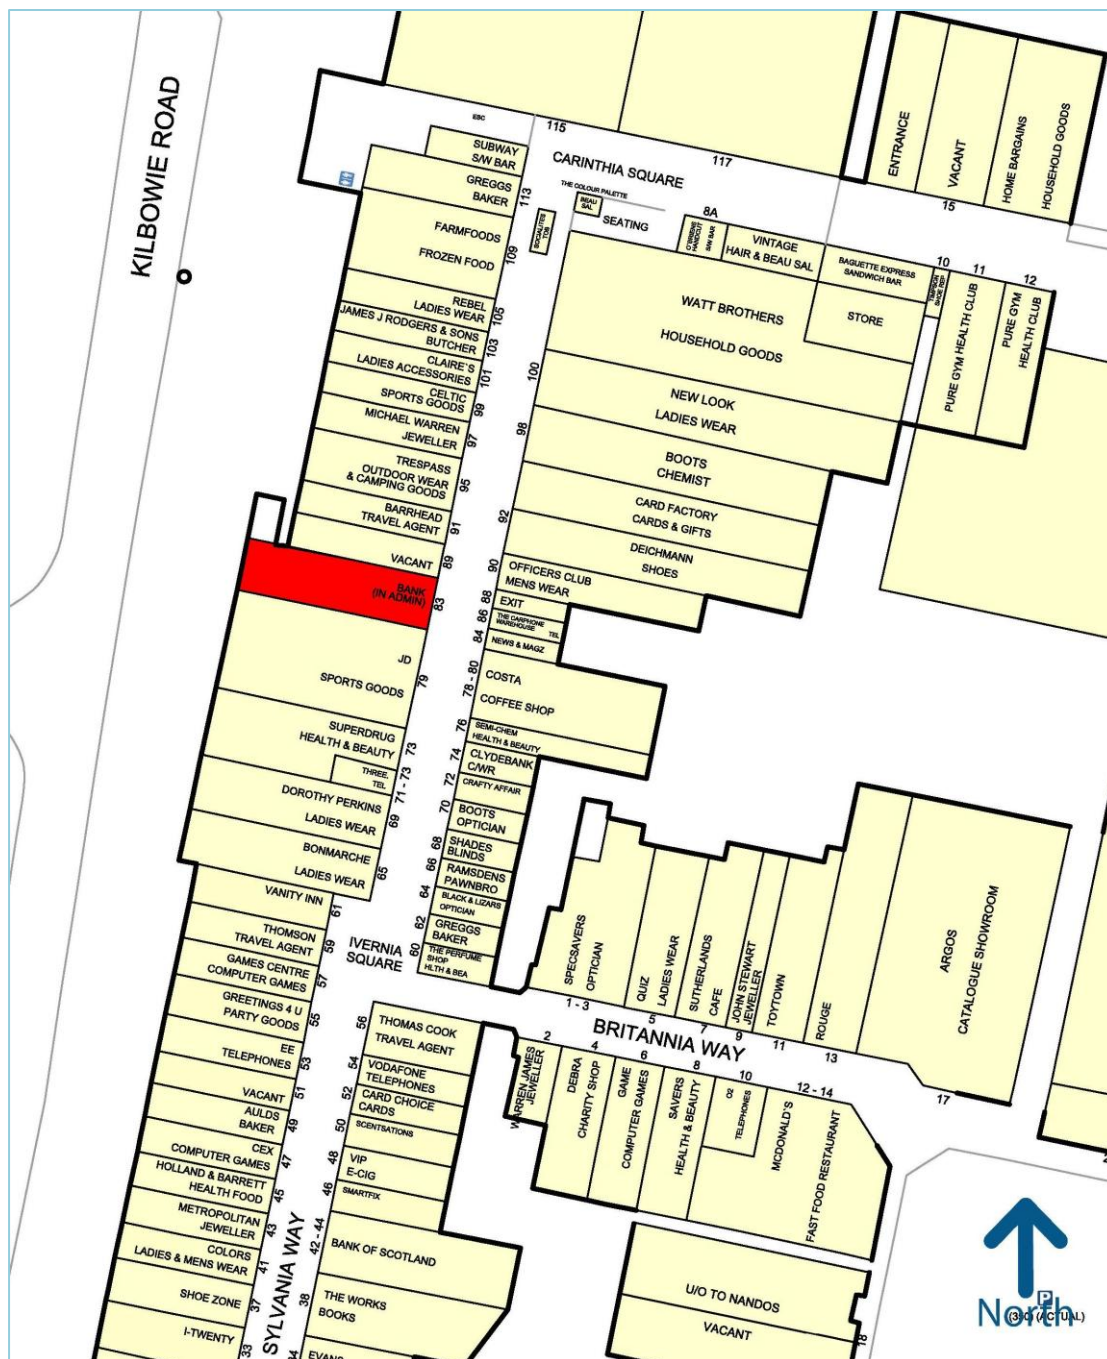 KILBOWIE ROAD
ESC
115
117
CARINTHIA SQUARE
ENTRANCE
VACANT
HOME BARGAINS
HOUSEHOLD GOODS
15
SUBWAY
S/W BAR
GREGGS
BAKER
113
FARMFOODS
FROZEN FOOD
109
SOCIALITES
TOB
THE COLOUR PALETTE
BEAU
SAL
SEATING
8A
O'BRIENS
HANDCUT
S/W BAR
VINTAGE
HAIR & BEAU SAL
BAGUETTE EXPRESS
SANDWICH BAR
10
TIMPSON
SHOE REP
11
PURE GYM HEALTH CLUB
12
PURE GYM
HEALTH CLUB
STORE
WATT BROTHERS
HOUSEHOLD GOODS
100
REBEL
LADIES WEAR
105
JAMES J RODGERS & SONS
BUTCHER
103
CLAIRE'S
LADIES ACCESSORIES
101
CELTIC
SPORTS GOODS
99
MICHAEL WARREN
JEWELLER
97
TRESPASS
OUTDOOR WEAR
& CAMPING GOODS
95
BARRHEAD
TRAVEL AGENT
91
VACANT
89
BANK
(IN ADMIN)
83
JD
SPORTS GOODS
79
SUPERDRUG
HEALTH & BEAUTY
73
THREE.
TEL
71 - 73
DOROTHY PERKINS
LADIES WEAR
69
BONMARCHE
LADIES WEAR
65
NEW LOOK
LADIES WEAR
98
BOOTS
CHEMIST
CARD FACTORY
CARDS & GIFTS
92
DEICHMANN
SHOES
90
OFFICERS CLUB
MENS WEAR
88
EXIT
86
THE CARPHONE
WAREHOUSE
TEL
84
NEWS & MAGZ
78 - 80
COSTA
COFFEE SHOP
76
SEMI-CHEM
HEALTH & BEAUTY
74
CLYDEBANK
C/WR
72
CRAFTY AFFAIR
70
BOOTS
OPTICIAN
68
SHADES
BLINDS
66
RAMSDENS
PAWNBRO
64
BLACK & LIZARS
OPTICIAN
62
GREGGS
BAKER
60
THE PERFUME
SHOP
HLTH & BEA
VANITY INN
61
THOMSON
TRAVEL AGENT
59
IVERNIA
SQUARE
GAMES CENTRE
COMPUTER GAMES
57
GREETINGS 4 U
PARTY GOODS
55
EE
TELEPHONES
53
VACANT
51
AULDS
BAKER
49
CEX
COMPUTER GAMES
47
HOLLAND & BARRETT
HEALTH FOOD
45
METROPOLITAN
JEWELLER
43
COLORS
LADIES & MENS WEAR
41
SHOE ZONE
37
I-TWENTY
33
SYLVANIA WAY
56
THOMAS COOK
TRAVEL AGENT
54
VODAFONE
TELEPHONES
52
CARD CHOICE
CARDS
50
SCENTSATIONS
48
VIP
E-CIG
46
SMARTFIX
42 - 44
BANK OF SCOTLAND
38
THE WORKS
BOOKS
SPECSAVERS
OPTICIAN
1 - 3
QUIZ
LADIES WEAR
5
SUTHERLANDS
CAFE
7
JOHN STEWART
JEWELLER
9
TOYTOWN
11
ROUGE
13
ARGOS
CATALOGUE SHOWROOM
17
BRITANNIA WAY
2
WARREN JAMES
JEWELLER
4
DEBRA
CHARITY SHOP
6
GAME
COMPUTER GAMES
8
SAVERS
HEALTH & BEAUTY
10
O2
TELEPHONES
12 - 14
MCDONALD'S
FAST FOOD RESTAURANT
U/O TO NANDOS
VACANT
18
P
North
(350) (ACTUAL)